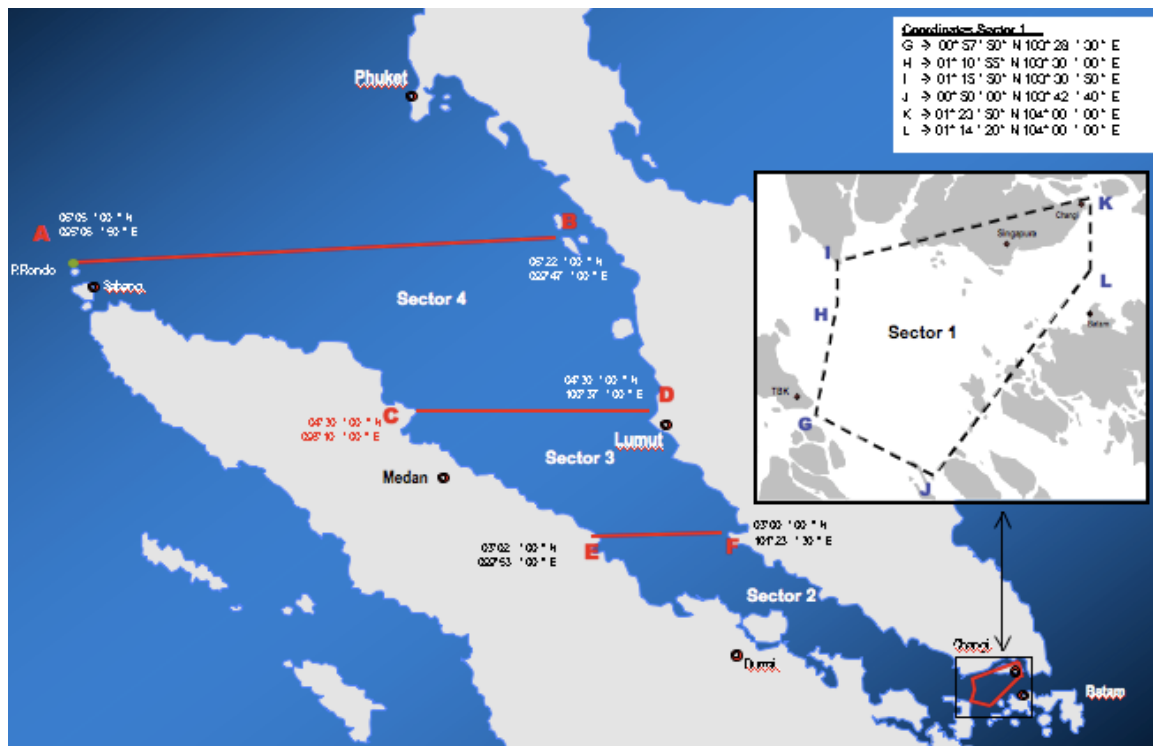 Coordinates Sector 1
G → 00° 57 ' 50" N 103° 28 ' 30" E
H → 01° 10 ' 55" N 103° 30 ' 00" E
I → 01° 15 ' 50" N 103° 30 ' 50" E
J → 00° 50 ' 00" N 103° 42 ' 40" E
K → 01° 23 ' 50" N 104° 00 ' 00" E
L → 01° 14 ' 20" N 104° 00 ' 00" E
Phuket
A
B
P.Rondo
Sabang
Sector 4
K
Changi
Singapura
I
L
H
Batam
Sector 1
TBK
G
J
C
D
Lumut
Sector 3
Medan
E
F
Sector 2
Changi
Dumai
Batam